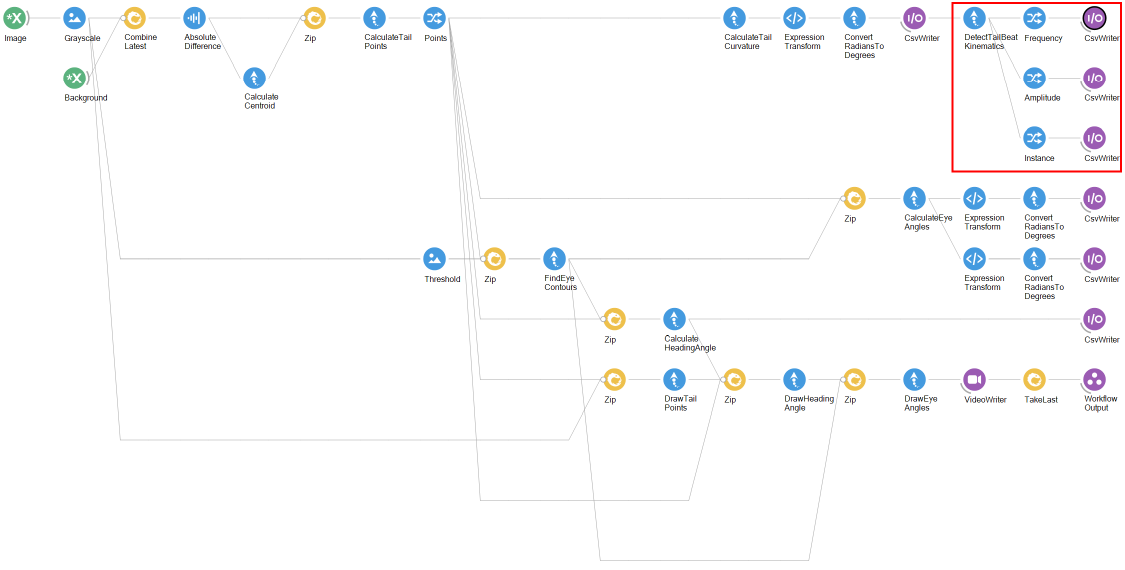 Image
Grayscale
Combine
Latest
Absolute
Difference
Zip
CalculateTail
Points
Points
CalculateTail
Curvature
Expression
Transform
Convert
RadiansTo
Degrees
I/O
CsvWriter
DetectTailBeat
Kinematics
Frequency
I/O
CsvWriter
Background
Calculate
Centroid
Amplitude
I/O
CsvWriter
Instance
I/O
CsvWriter
Zip
CalculateEye
Angles
Expression
Transform
Convert
RadiansTo
Degrees
I/O
CsvWriter
Threshold
Zip
FindEye
Contours
Expression
Transform
Convert
RadiansTo
Degrees
I/O
CsvWriter
Zip
Calculate
HeadingAngle
I/O
CsvWriter
Zip
DrawTail
Points
Zip
DrawHeading
Angle
Zip
DrawEye
Angles
VideoWriter
TakeLast
Workflow
Output